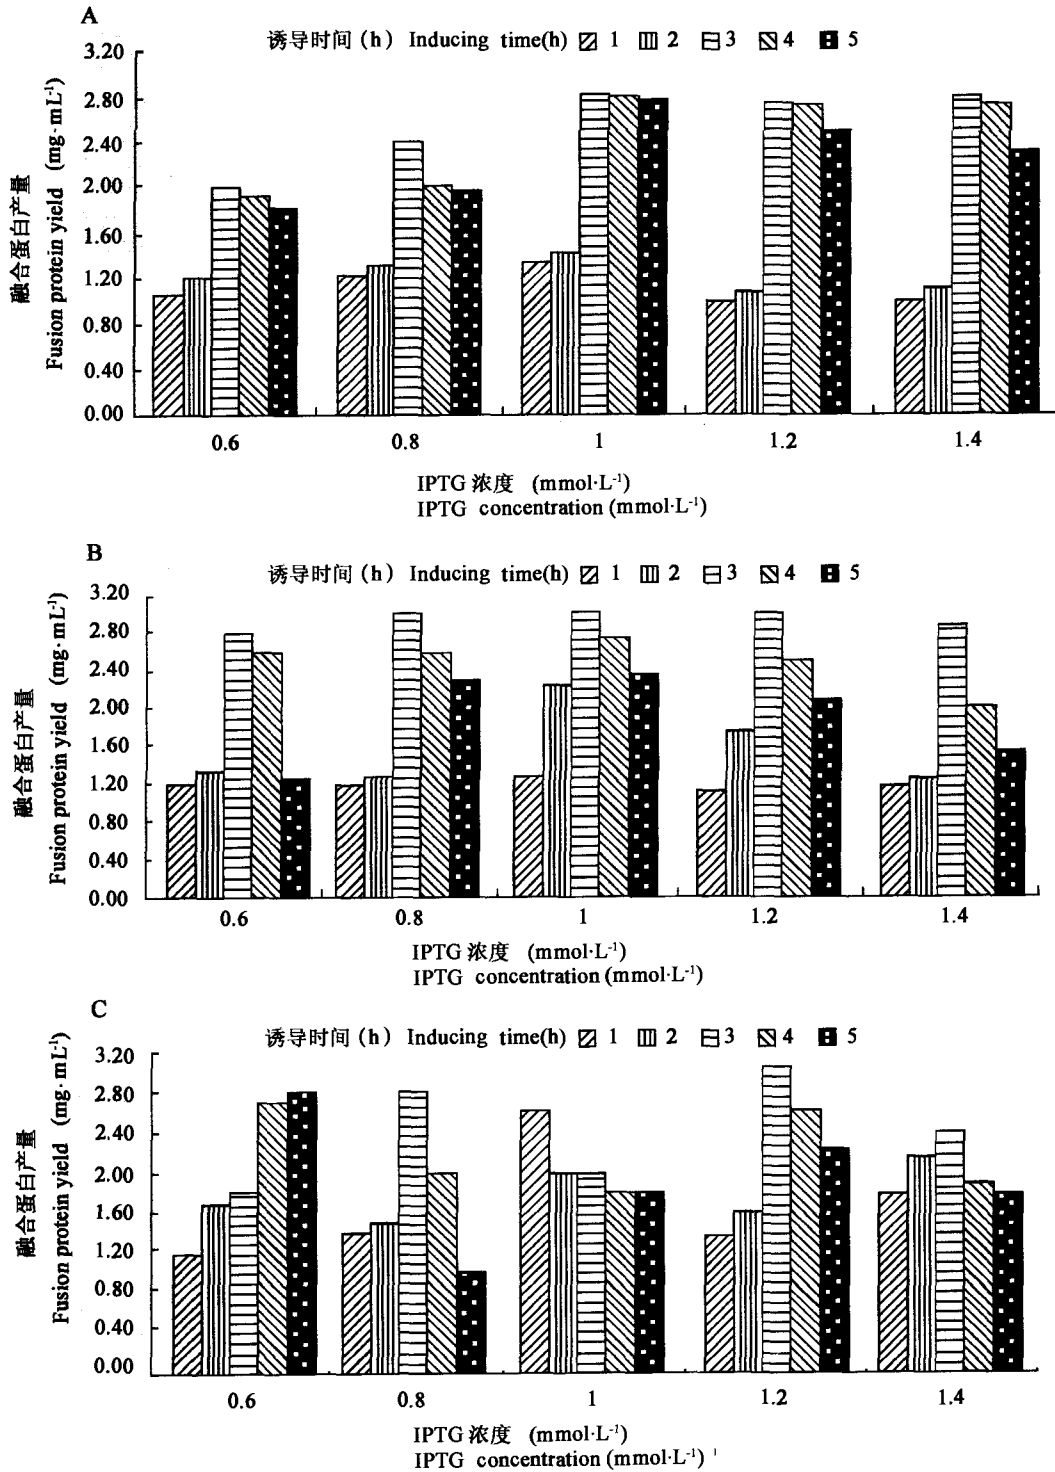 A
诱导时间 (h) Inducing time(h) 1 2 3 4 5
融合蛋白产量
Fusion protein yield (mg·mL⁻¹)
3.20
2.80
2.40
2.00
1.60
1.20
0.80
0.40
0.00
0.6 0.8 1 1.2 1.4
IPTG 浓度 (mmol·L⁻¹)
IPTG concentration (mmol·L⁻¹)
B
诱导时间 (h) Inducing time(h) 1 2 3 4 5
融合蛋白产量
Fusion protein yield (mg·mL⁻¹)
3.20
2.80
2.40
2.00
1.60
1.20
0.80
0.40
0.00
0.6 0.8 1 1.2 1.4
IPTG 浓度 (mmol·L⁻¹)
IPTG concentration (mmol·L⁻¹)
C
诱导时间 (h) Inducing time(h) 1 2 3 4 5
融合蛋白产量
Fusion protein yield (mg·mL⁻¹)
3.20
2.80
2.40
2.00
1.60
1.20
0.80
0.40
0.00
0.6 0.8 1 1.2 1.4
IPTG 浓度 (mmol·L⁻¹)
IPTG concentration (mmol·L⁻¹)